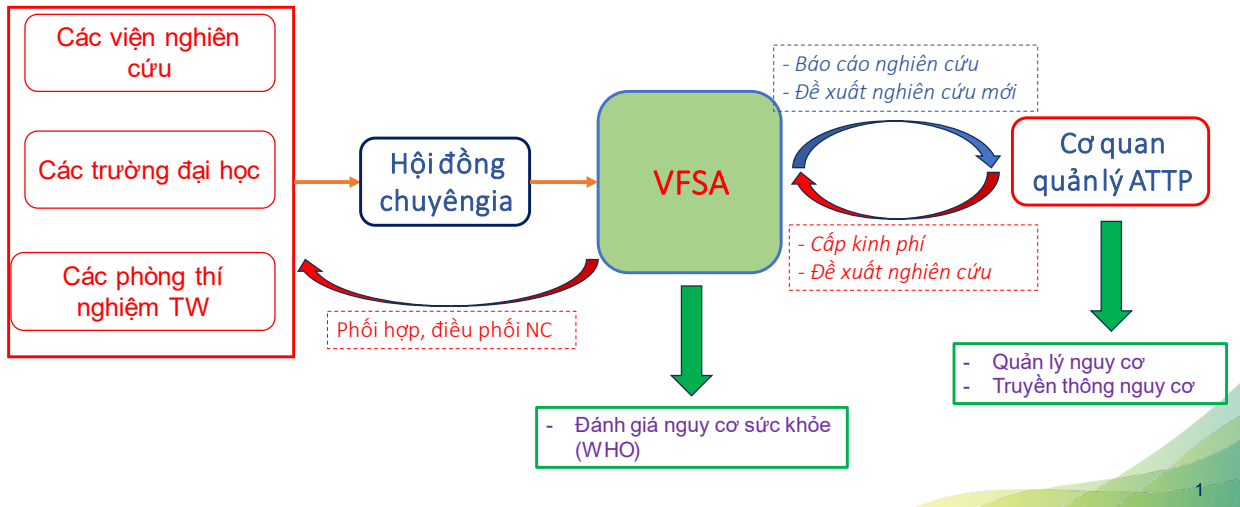 Các viện nghiên
cứu
Các trường đại học
Các phòng thí
nghiệm TW
Hội đồng
chuyêngia
VFSA
- Báo cáo nghiên cứu
- Đề xuất nghiên cứu mới
Cơ quan
quản lý ATTP
- Cấp kinh phí
- Đề xuất nghiên cứu
Phối hợp, điều phối NC
- Quản lý nguy cơ
- Truyền thông nguy cơ
- Đánh giá nguy cơ sức khỏe
(WHO)
1